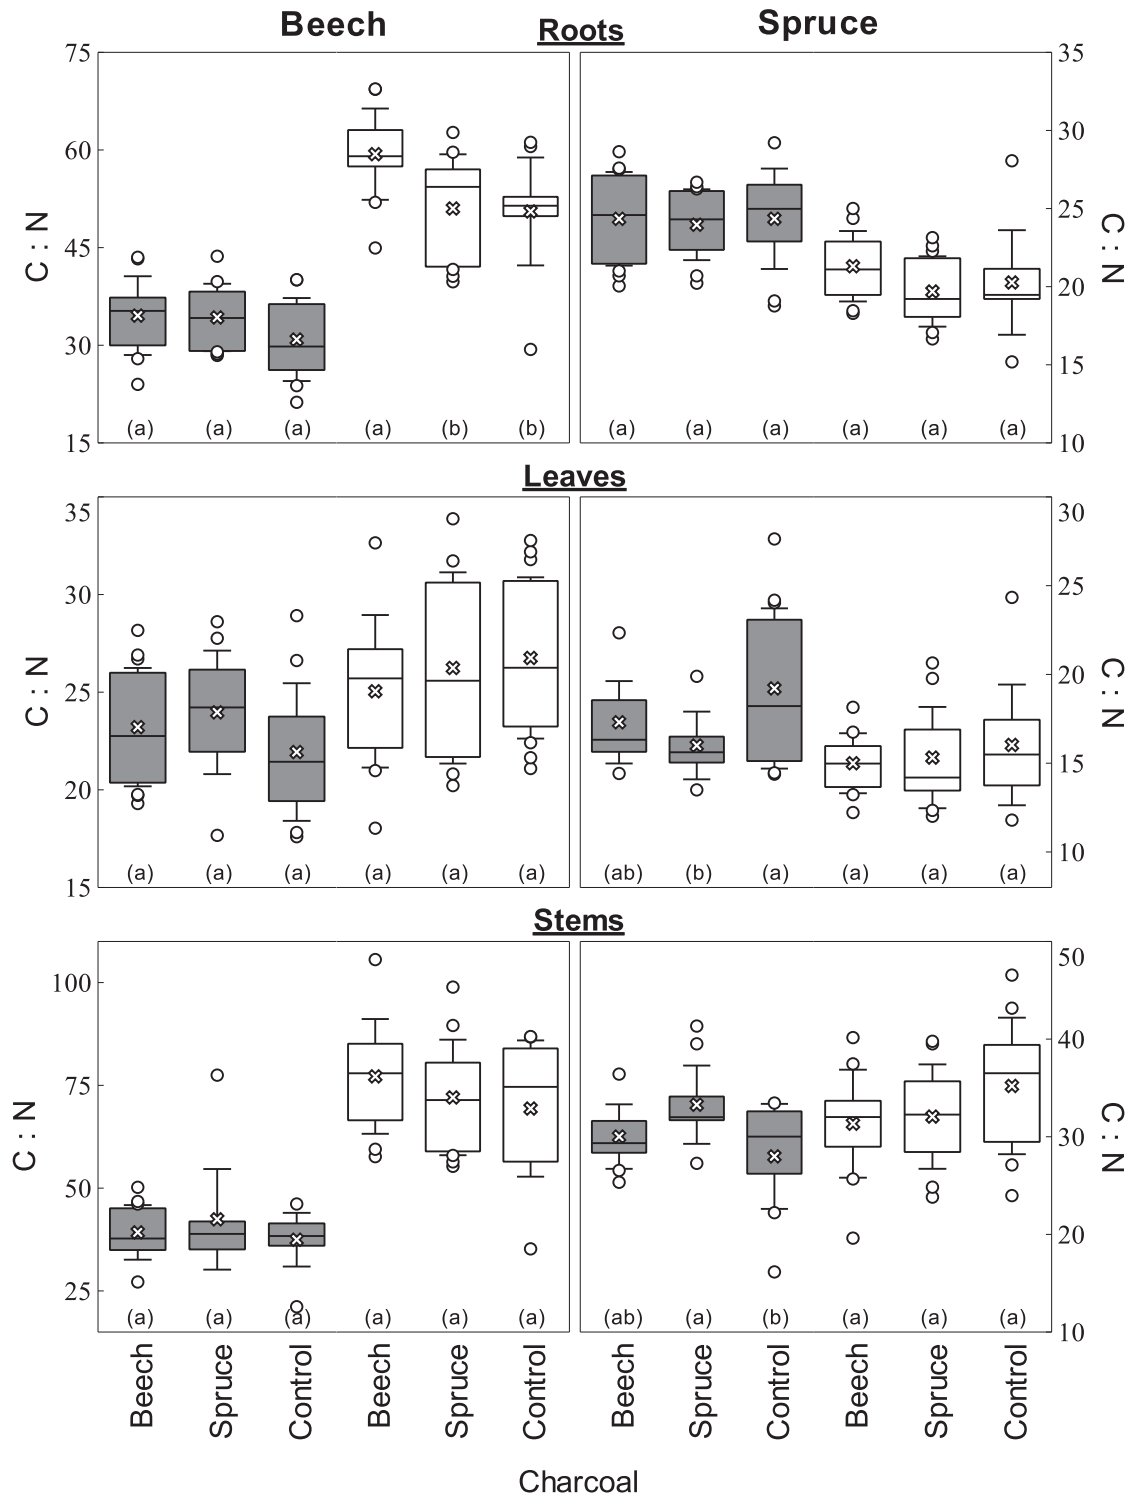 Beech Spruce
Roots
75 35
30
60
25
C : N C : N
45
20
30
15
(a) (a) (a) (a) (b) (b) (a) (a) (a) (a) (a) (a)
15 10
Leaves
35 30
30 25
C : N C : N
25 20
20 15
10
(a) (a) (a) (a) (a) (a) (ab) (b) (a) (a) (a) (a)
15
Stems
100 50
40
75
C : N C : N
30
50
20
25
(a) (a) (a) (a) (a) (a) (ab) (a) (b) (a) (a) (a)
10
Beech Spruce Control Beech Spruce Control Beech Spruce Control Beech Spruce Control
Charcoal